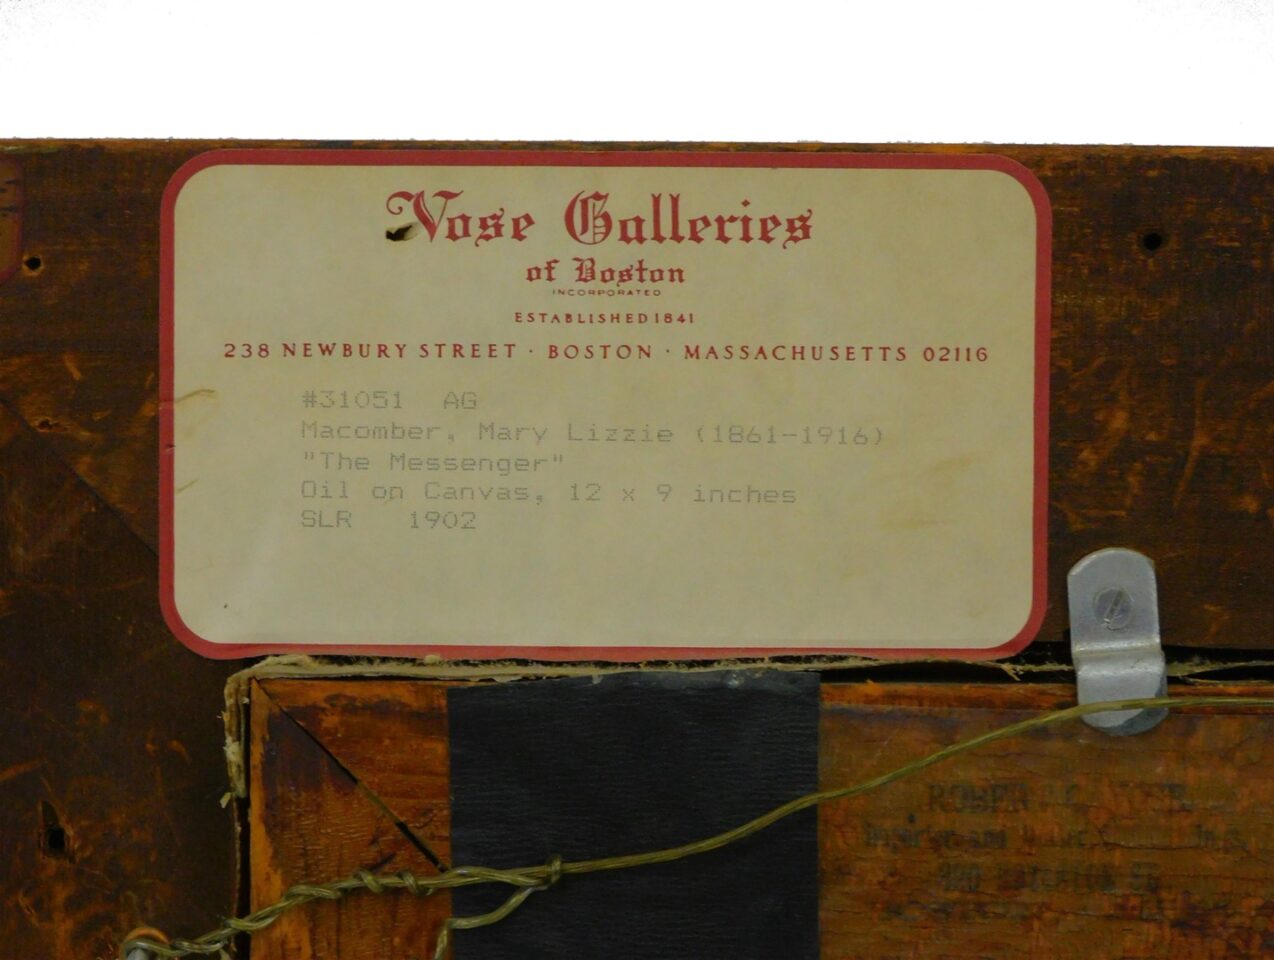 Vose Galleries
of Boston
INCORPORATED
ESTABLISHED 1841
238 NEWBURY STREET · BOSTON · MASSACHUSETTS 02116
#31051 AG
Macomber, Mary Lizzie (1861-1916)
"The Messenger"
Oil on Canvas, 12 x 9 inches
SLR 1902